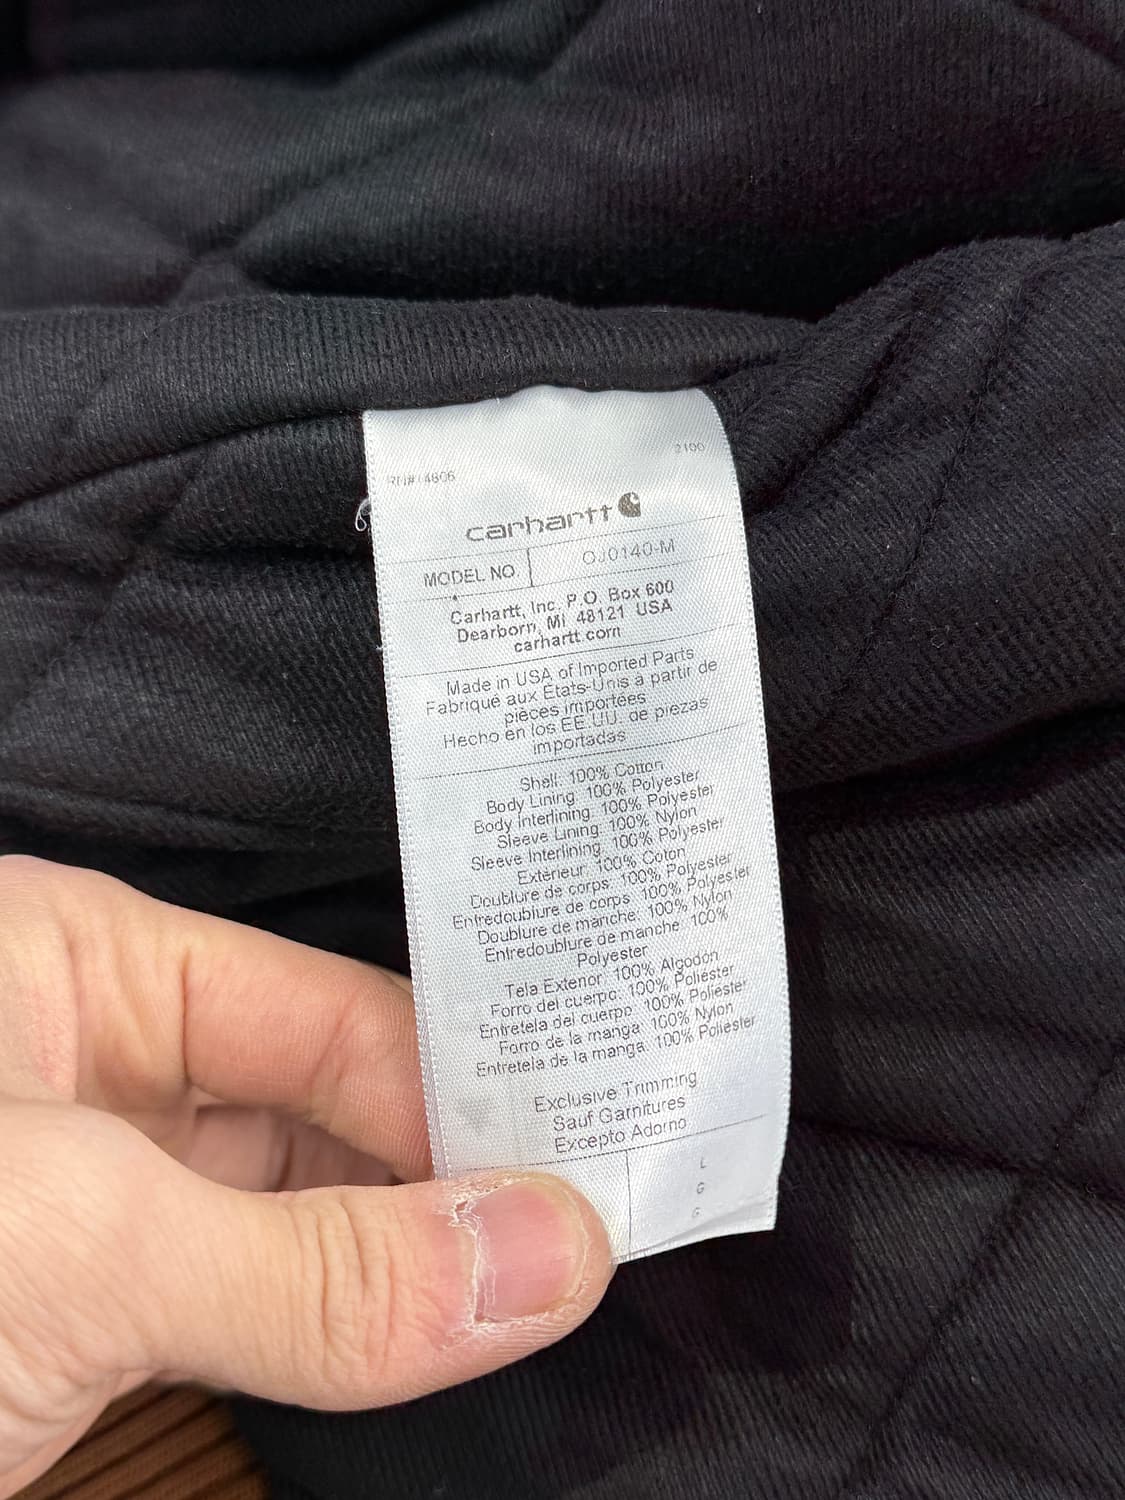 RN#14806
2100
carhartt
MODEL NO
OJ0140-M
Carhartt, Inc. P.O. Box 600
Dearborn, MI 48121 USA
carhartt.com
Made in USA of Imported Parts
Fabriqué aux États-Unis à partir de
pièces importées
Hecho en los EE.UU. de piezas
importadas
Shell: 100% Cotton
Body Lining: 100% Polyester
Body Interlining: 100% Polyester
Sleeve Lining: 100% Nylon
Sleeve Interlining: 100% Polyester
Extérieur: 100% Coton
Doublure de corps: 100% Polyester
Entredoublure de corps: 100% Polyester
Doublure de manche: 100% Nylon
Entredoublure de manche: 100%
Polyester
Tela Exterior: 100% Algodón
Forro del cuerpo: 100% Poliéster
Entretela del cuerpo: 100% Poliéster
Forro de la manga: 100% Nylon
Entretela de la manga: 100% Poliéster
Exclusive Trimming
Sauf Garnitures
Excepto Adorno
L
G
G